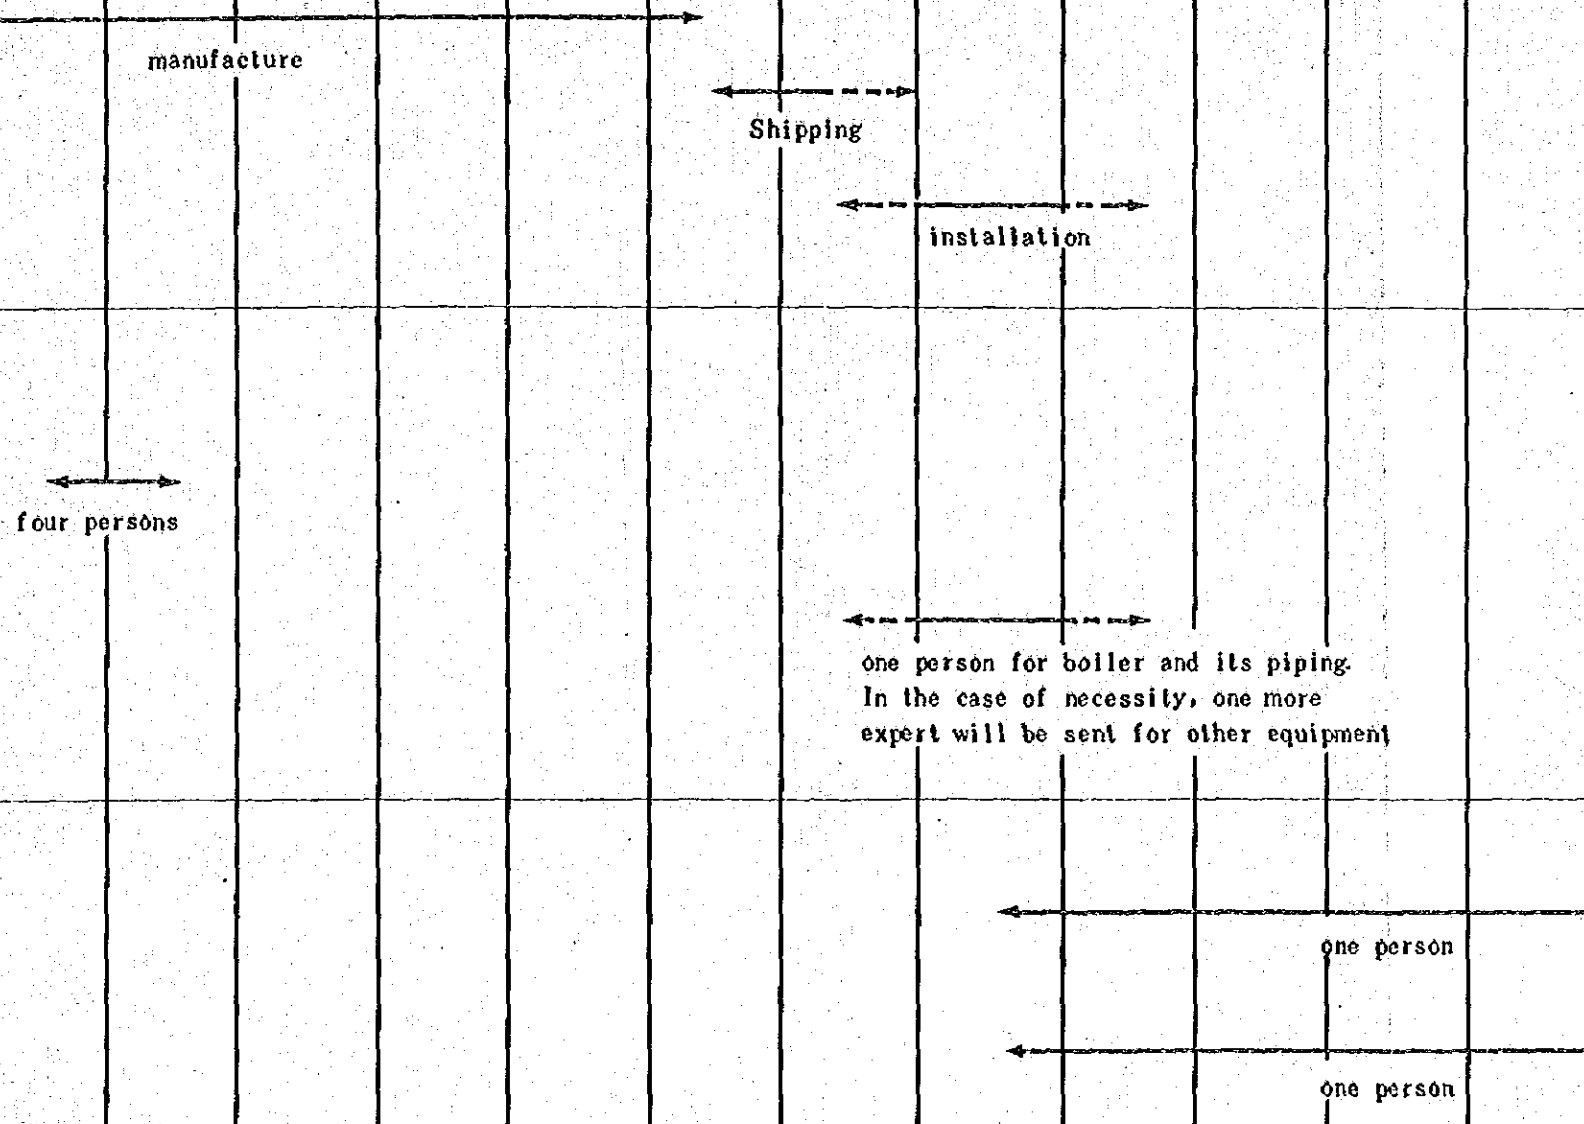 manufacture
Shipping
installation
four persons
one person for boiler and its piping.
In the case of necessity, one more
expert will be sent for other equipment
one person
one person